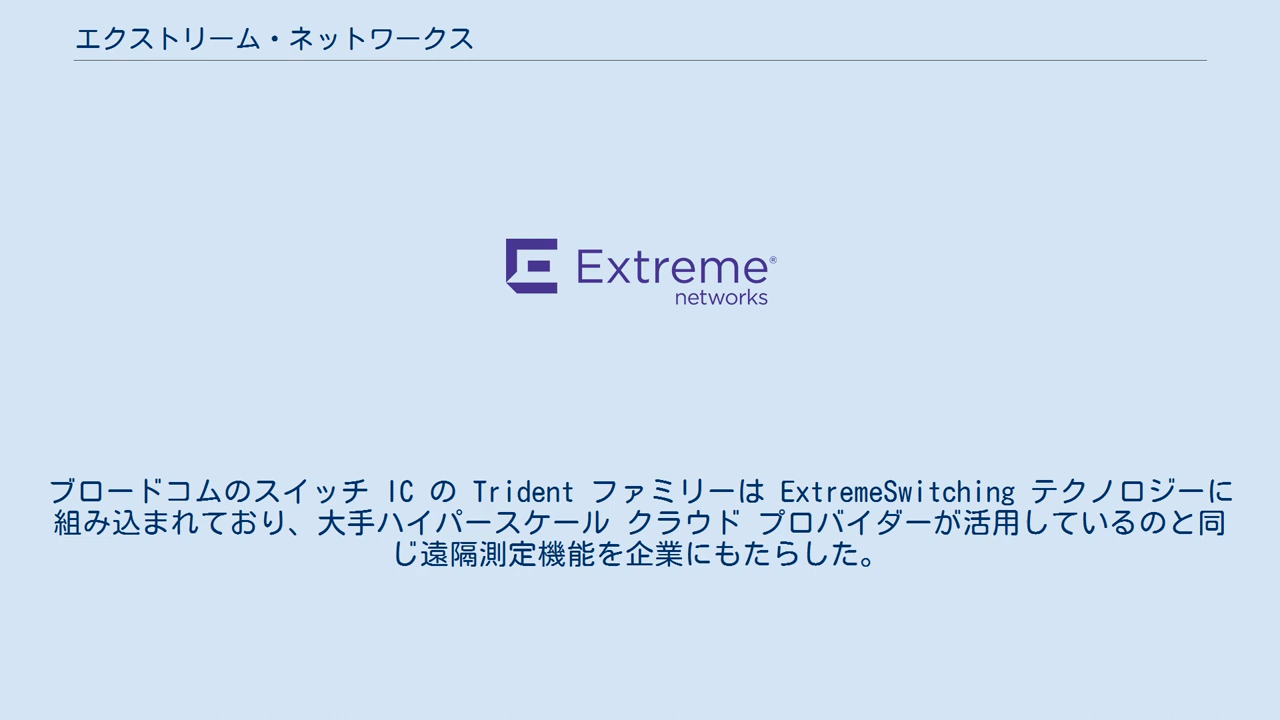 エクストリーム・ネットワークス
Extreme®
networks
ブロードコムのスイッチ IC の Trident ファミリーは ExtremeSwitching テクノロジーに
組み込まれており、大手ハイパースケール クラウド プロバイダーが活用しているのと同
じ遠隔測定機能を企業にもたらした。